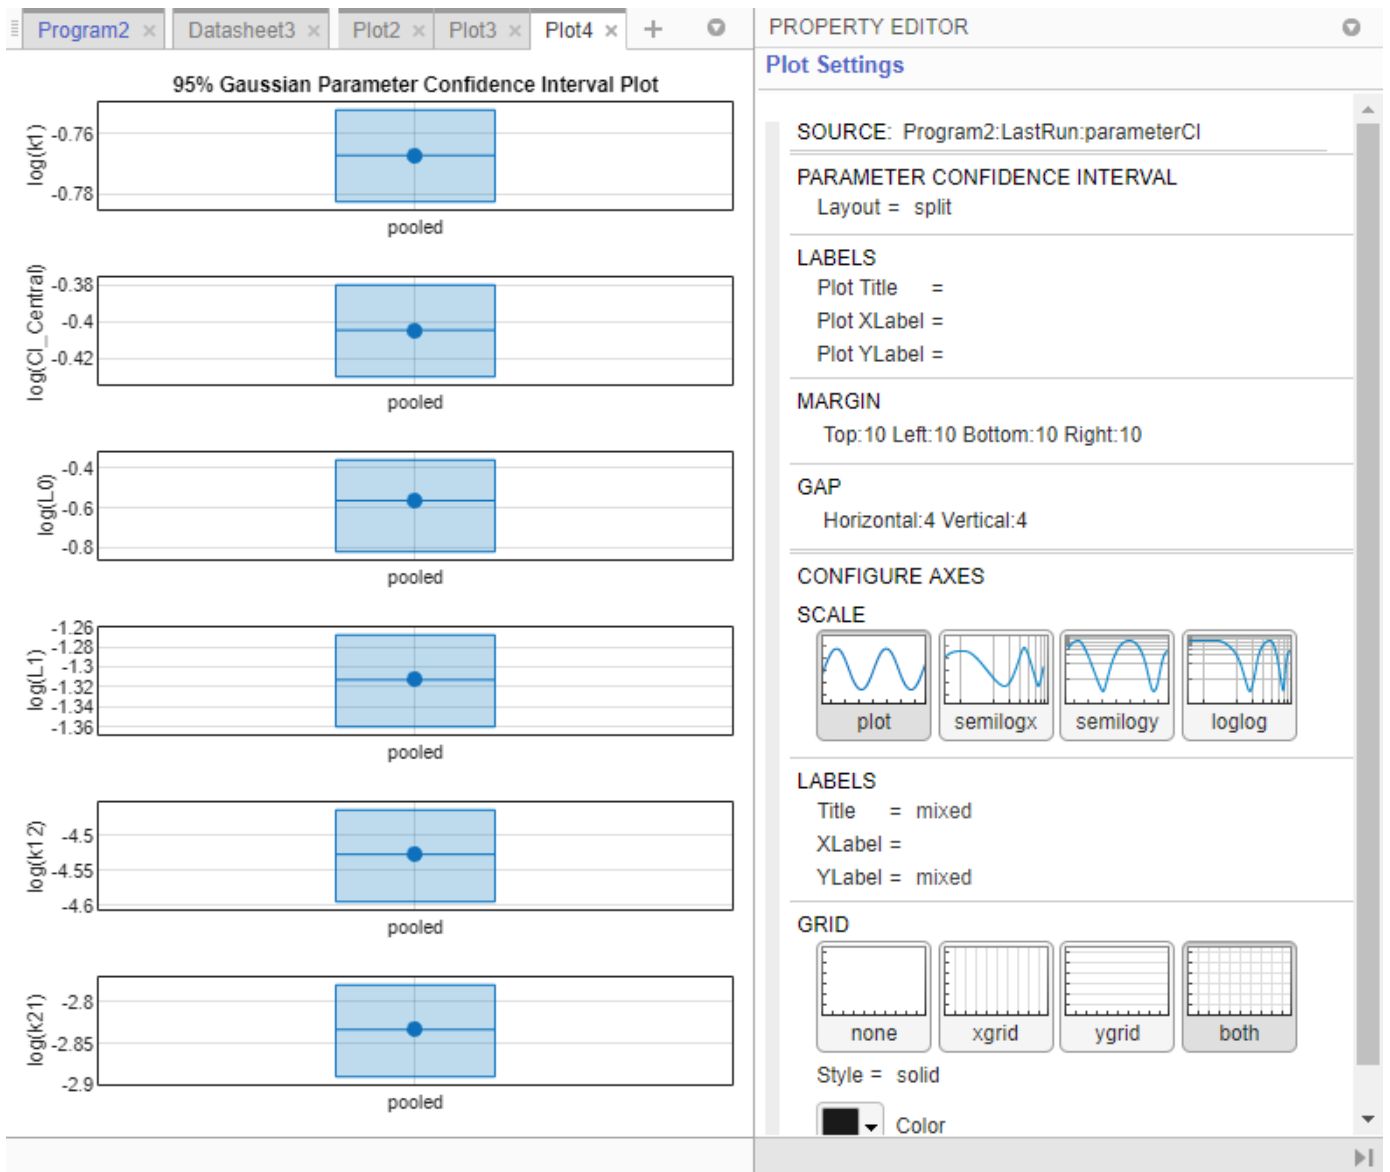 Program2 × Datasheet3 × Plot2 × Plot3 × Plot4 × +
95% Gaussian Parameter Confidence Interval Plot
log(k1)
-0.76
-0.78
pooled
log(Cl_Central)
-0.38
-0.4
-0.42
pooled
log(L0)
-0.4
-0.6
-0.8
pooled
log(L1)
-1.26
-1.28
-1.3
-1.32
-1.34
-1.36
pooled
log(k12)
-4.5
-4.55
-4.6
pooled
log(k21)
-2.8
-2.85
-2.9
pooled
PROPERTY EDITOR
Plot Settings
SOURCE: Program2:LastRun:parameterCI
PARAMETER CONFIDENCE INTERVAL
Layout = split
LABELS
Plot Title =
Plot XLabel =
Plot YLabel =
MARGIN
Top:10 Left:10 Bottom:10 Right:10
GAP
Horizontal:4 Vertical:4
CONFIGURE AXES
SCALE
plot semilogx semilogy loglog
LABELS
Title = mixed
XLabel =
YLabel = mixed
GRID
none xgrid ygrid both
Style = solid
Color